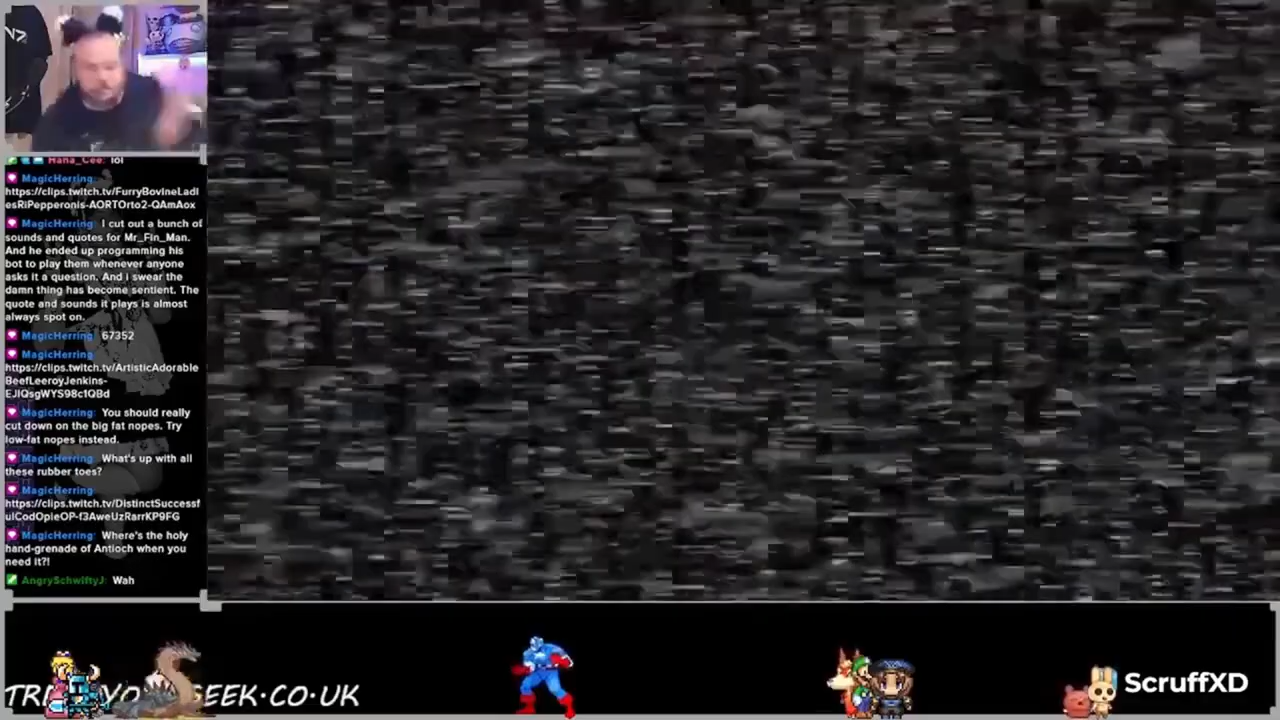 Hana_Cee: lol
MagicHerring:
https://clips.twitch.tv/FurryBovineLadi
esRiPepperonis-AORTOrto2-QAmAox
MagicHerring: I cut out a bunch of
sounds and quotes for Mr_Fin_Man.
And he ended up programming his
bot to play them whenever anyone
asks it a question. And i swear the
damn thing has become sentient. The
quote and sounds it plays is almost
always spot on.
MagicHerring: 67352
MagicHerring:
https://clips.twitch.tv/ArtisticAdorable
BeefLeeroyJenkins-
EJIQsgWYS98c1QBd
MagicHerring: You should really
cut down on the big fat nopes. Try
low-fat nopes instead.
MagicHerring: What's up with all
these rubber toes?
MagicHerring:
https://clips.twitch.tv/DistinctSuccessf
ulCodOpieOP-f3AweUzRarrKP9FG
MagicHerring: Where's the holy
hand-grenade of Antioch when you
need it?!
AngrySchwiftyJ: Wah
EEK.CO.UK
ScruffXD